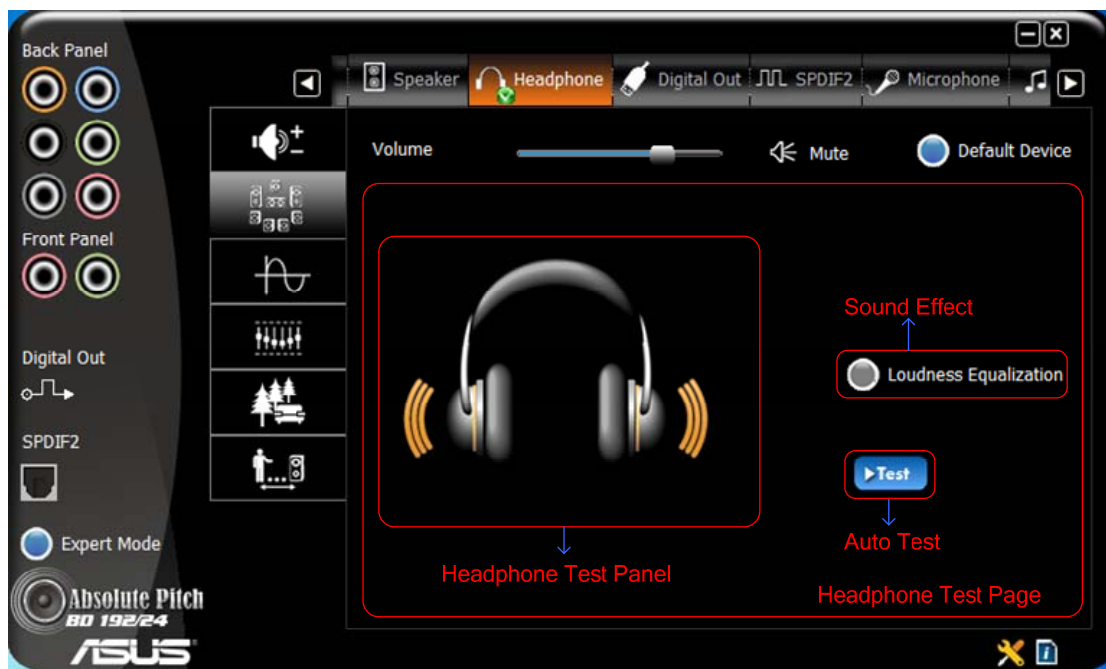 Back Panel
Speaker
Headphone
Digital Out
SPDIF2
Microphone
Volume
Mute
Default Device
Front Panel
Sound Effect
Loudness Equalization
Digital Out
SPDIF2
Test
Expert Mode
Auto Test
Headphone Test Panel
Headphone Test Page
Absolute Pitch
BD 192/24
ASUS